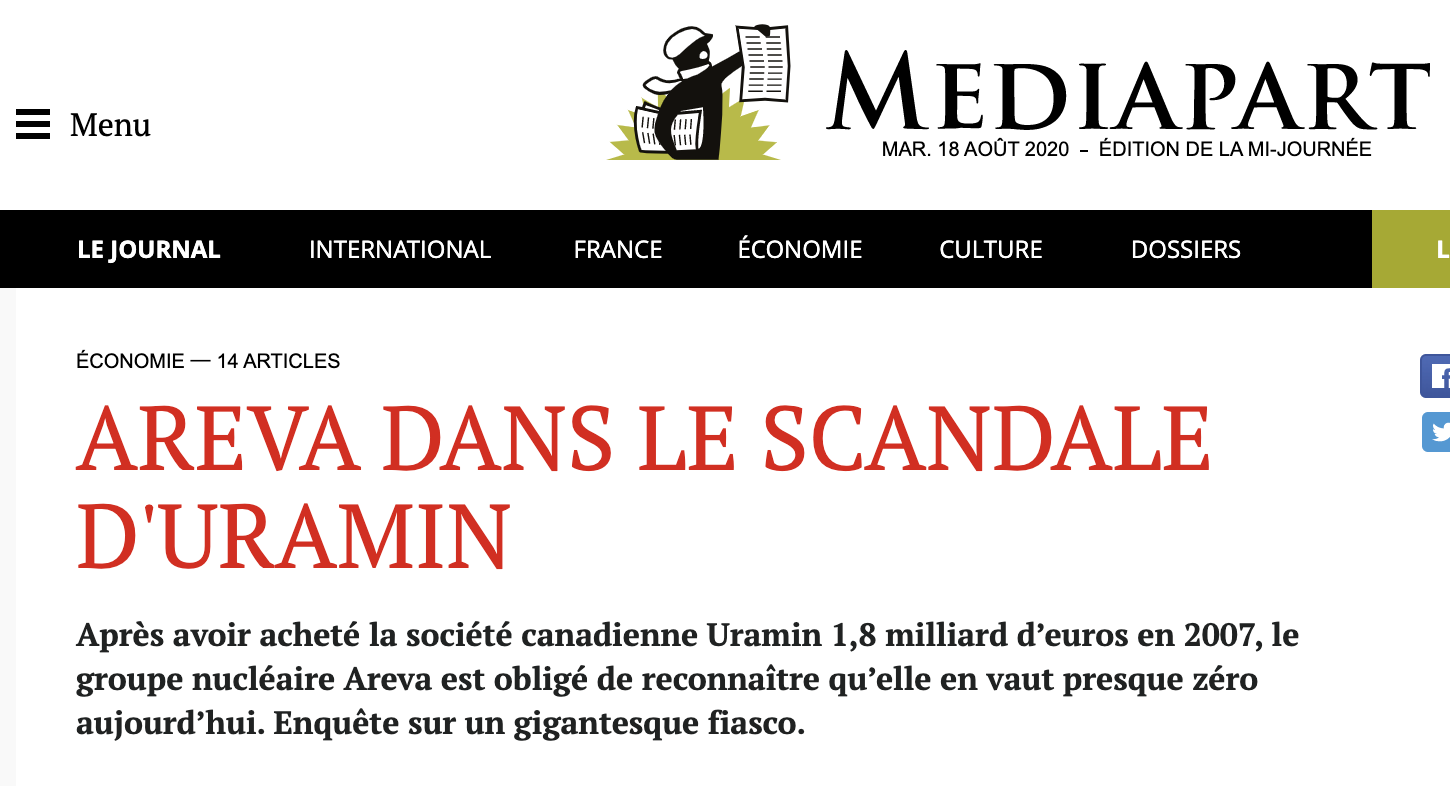 Menu
MEDIAPART
MAR. 18 AOÛT 2020 - ÉDITION DE LA MI-JOURNÉE
LE JOURNAL INTERNATIONAL FRANCE ÉCONOMIE CULTURE DOSSIERS L
ÉCONOMIE — 14 ARTICLES
AREVA DANS LE SCANDALE
D'URAMIN
Après avoir acheté la société canadienne Uramin 1,8 milliard d’euros en 2007, le
groupe nucléaire Areva est obligé de reconnaître qu’elle en vaut presque zéro
aujourd’hui. Enquête sur un gigantesque fiasco.